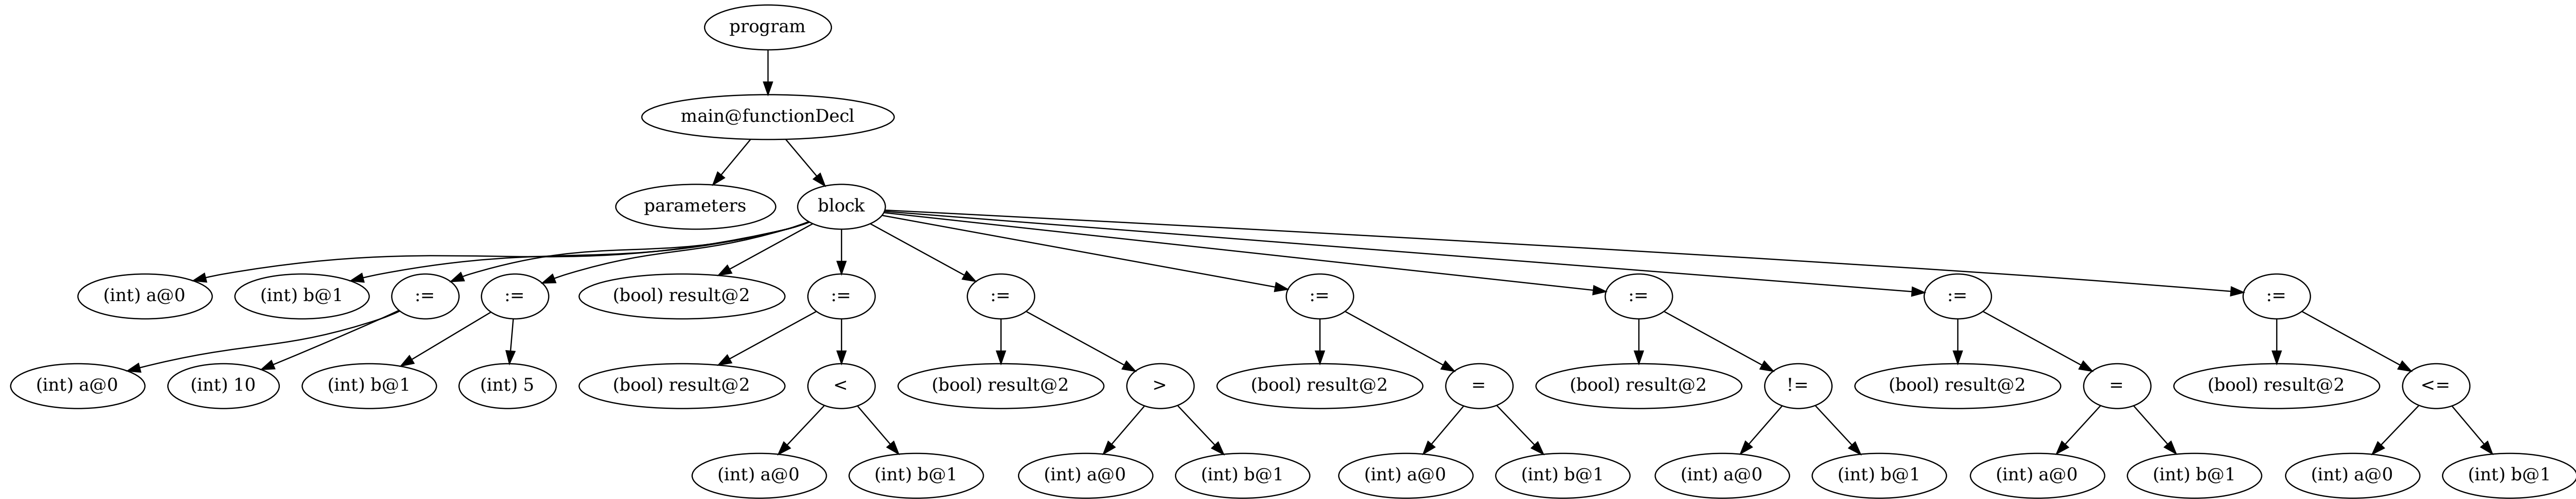 program
main@functionDecl
parameters
block
(int) a@0
(int) b@1
:=
:=
(bool) result@2
:=
:=
:=
:=
:=
:=
(int) a@0
(int) 10
(int) b@1
(int) 5
(bool) result@2
<
(bool) result@2
>
(bool) result@2
=
(bool) result@2
!=
(bool) result@2
=
(bool) result@2
<=
(int) a@0
(int) b@1
(int) a@0
(int) b@1
(int) a@0
(int) b@1
(int) a@0
(int) b@1
(int) a@0
(int) b@1
(int) a@0
(int) b@1